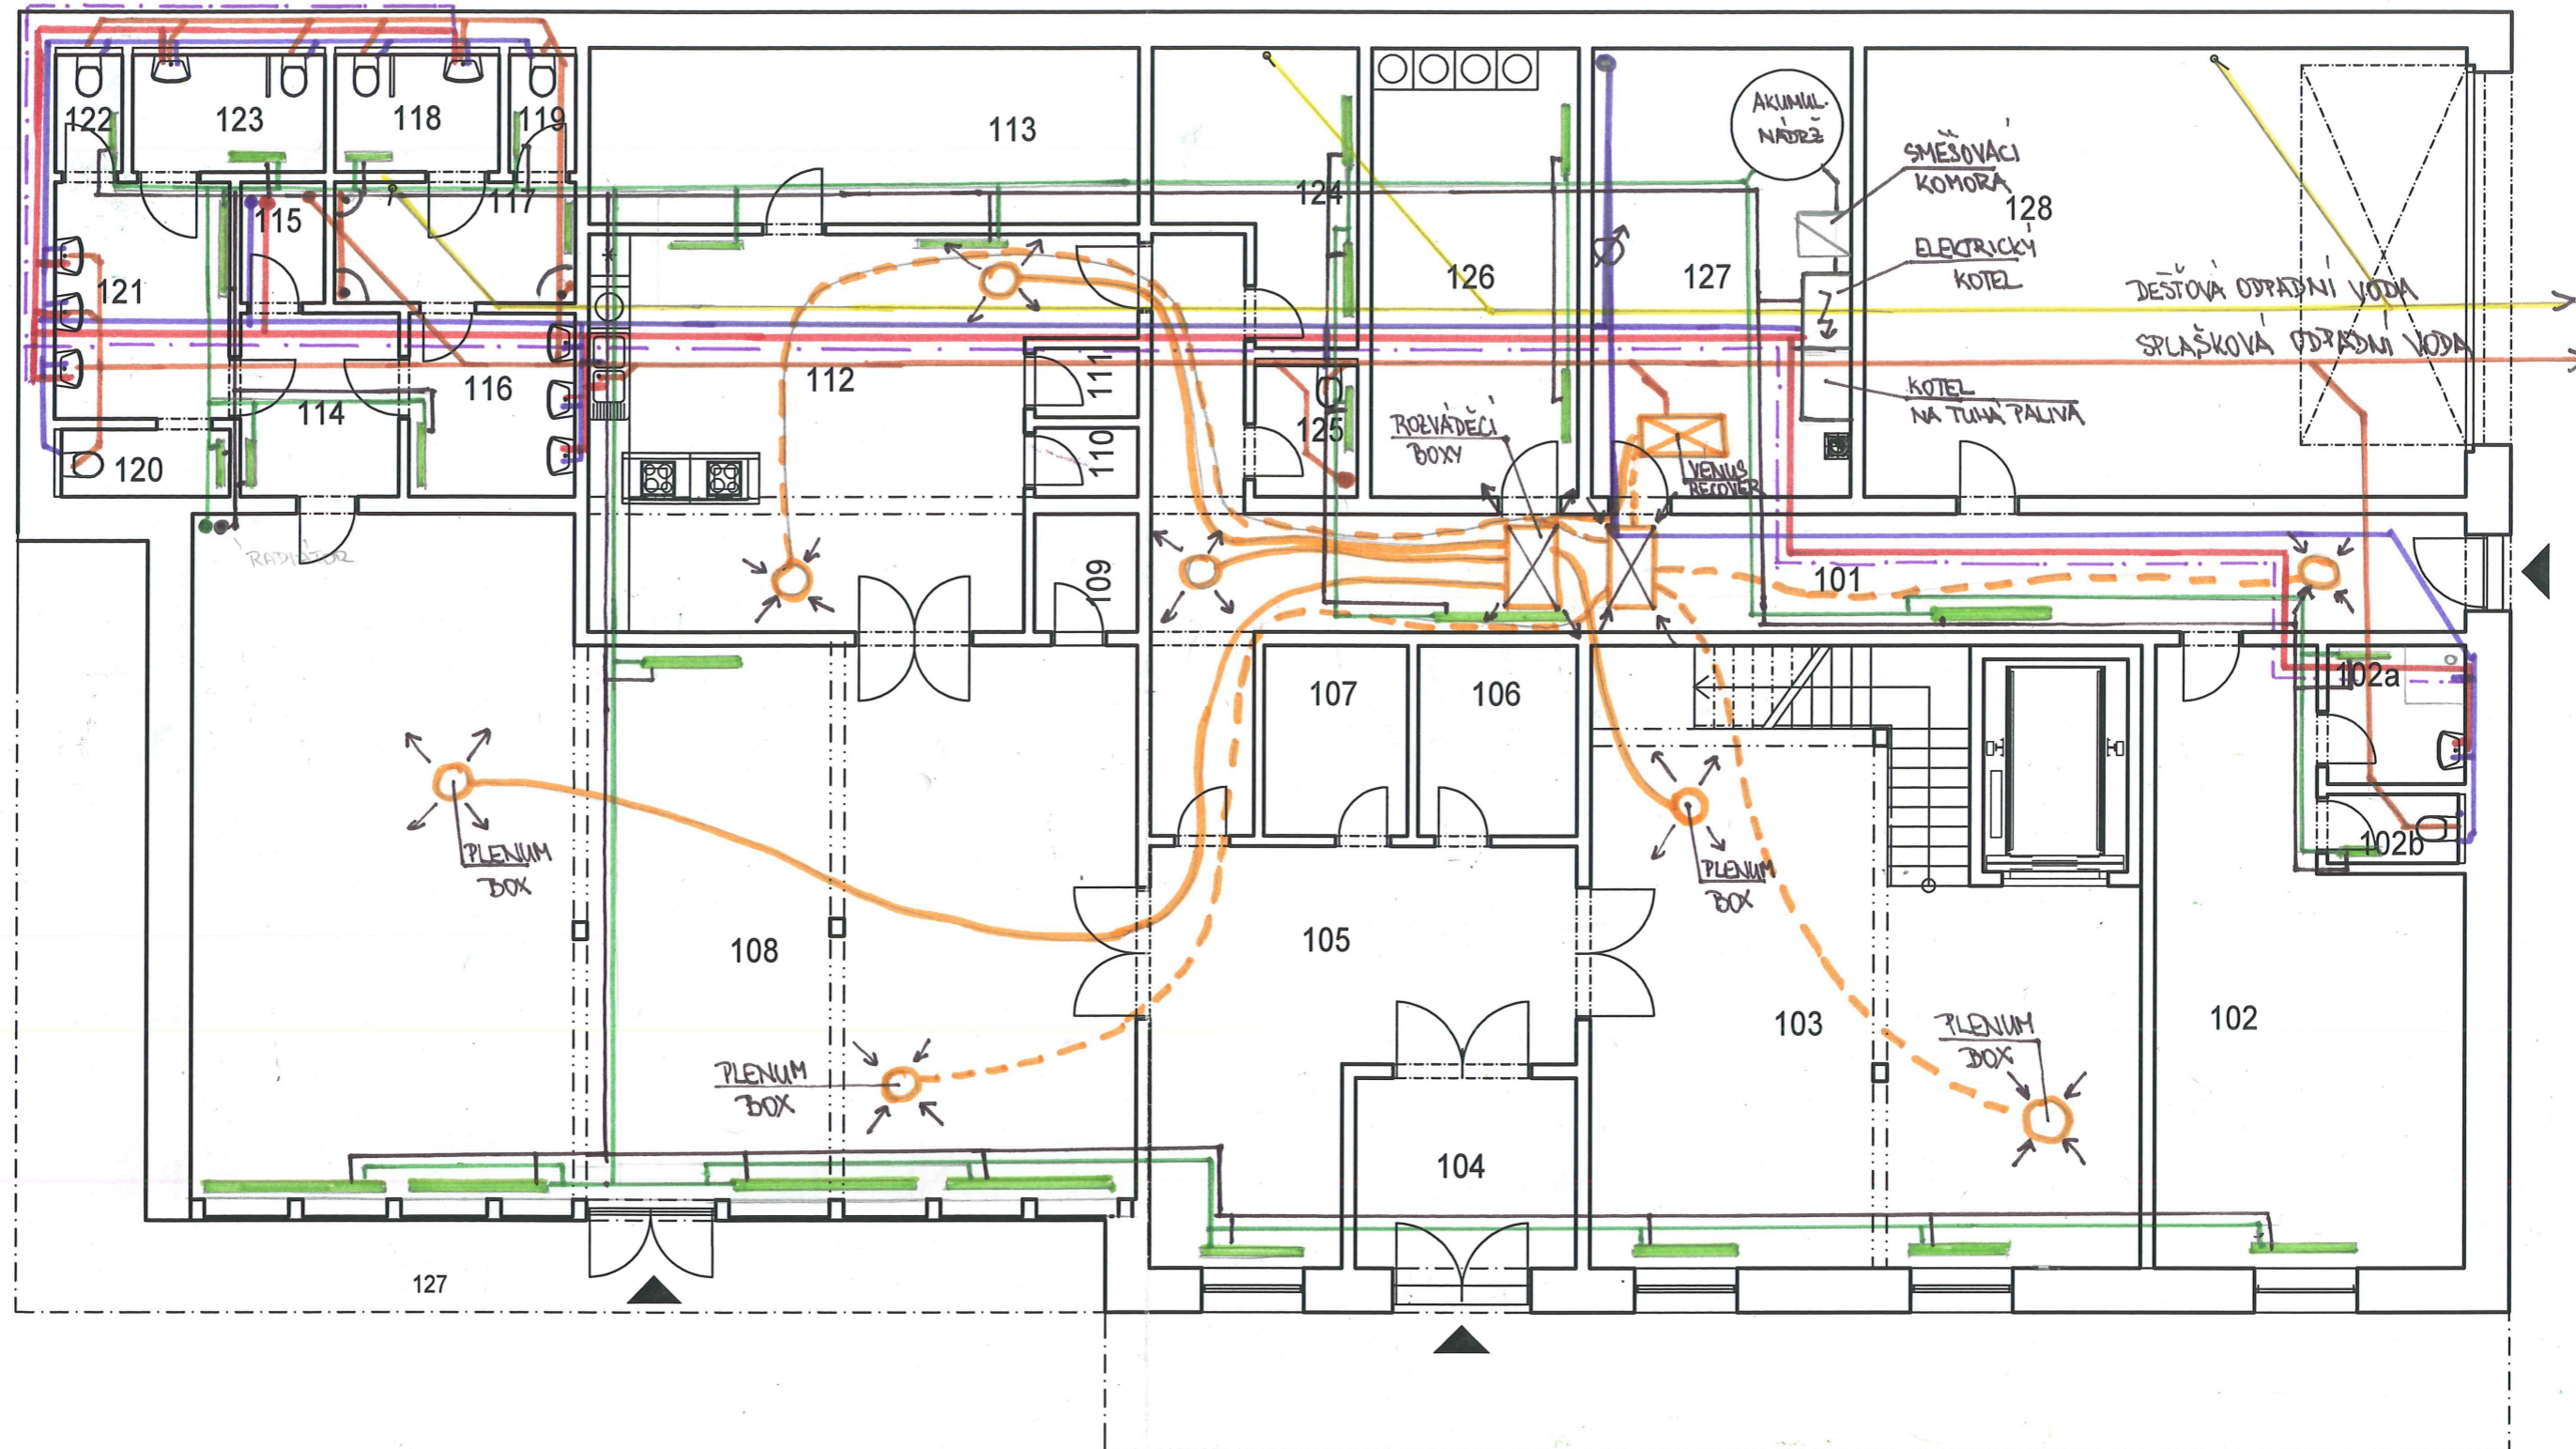 122
123
118
119
113
AKUMUL.
NÁDRŽ
SMĚŠOVACÍ
KOMORA
128
115
117
124
ELEKTRICKÝ
KOTEL
121
126
127
DEŠŤOVÁ ODPADNÍ VODA
SPLAŠKOVÁ ODPADNÍ VODA
116
112
111
KOTEL
NA TUHÁ PALIVA
114
125
ROZVÁDĚCÍ
BOXY
110
120
VENUS
RECOVER
RADIÁTOR
109
101
107
106
102a
PLENUM
BOX
PLENUM
BOX
102b
108
105
103
PLENUM
BOX
102
PLENUM
BOX
104
127